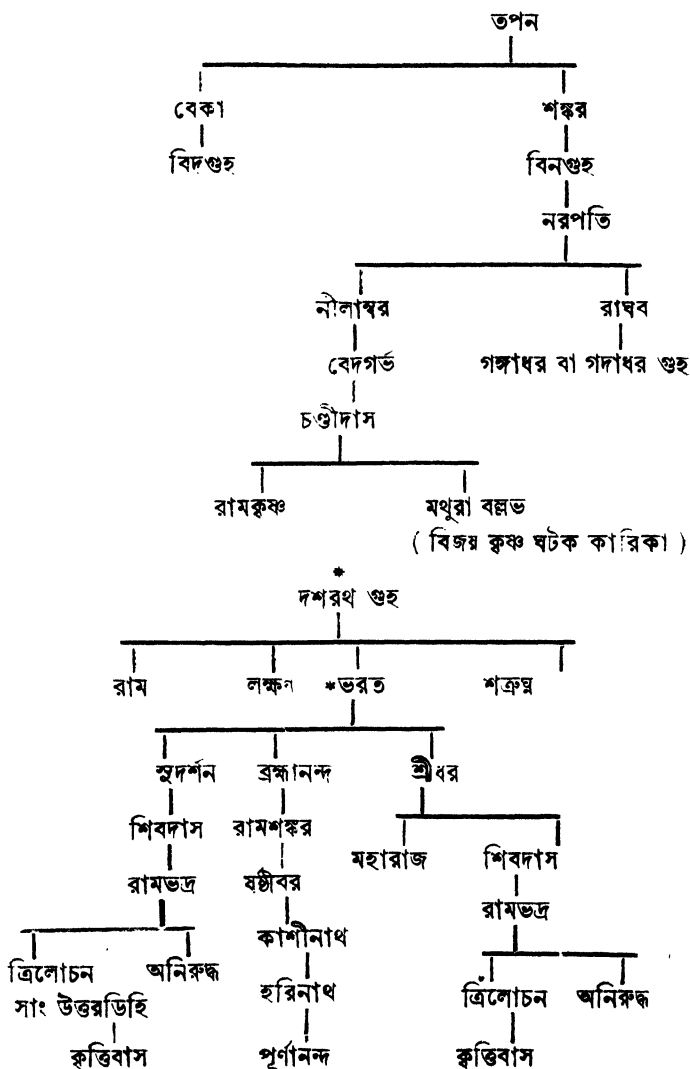 তপন
বেকা শঙ্কর
বিদগুহ বিনগুহ
নরপতি
নীলাম্বর রাঘব
বেদগর্ভ গঙ্গাধর বা গদাধর গুহ
চণ্ডীদাস
রামকৃষ্ণ মথুরা বল্লভ
( বিজয় কৃষ্ণ ঘটক কারিকা )
*
দশরথ গুহ
রাম লক্ষণ *ভরত শত্রুঘ্ন
সুদর্শন ব্রহ্মানন্দ শ্রীধর
শিবদাস রামশঙ্কর মহারাজ শিবদাস
রামভদ্র ষষ্ঠীবর রামভদ্র
কাশীনাথ
ত্রিলোচন অনিরুদ্ধ হরিনাথ ত্রিলোচন অনিরুদ্ধ
সাং উত্তরডিহি
কৃত্তিবাস পূর্ণানন্দ কৃত্তিবাস